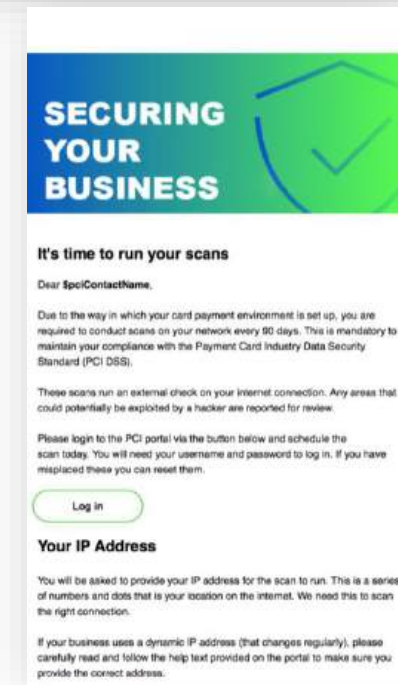 SECURING
YOUR
BUSINESS
It's time to run your scans
Dear $pciContactName,
Due to the way in which your card payment environment is set up, you are
required to conduct scans on your network every 90 days. This is mandatory to
maintain your compliance with the Payment Card Industry Data Security
Standard (PCI DSS).
These scans run an external check on your internet connection. Any areas that
could potentially be exploited by a hacker are reported for review.
Please login to the PCI portal via the button below and schedule the
scan today. You will need your username and password to log in. If you have
misplaced these you can reset them.
Log in
Your IP Address
You will be asked to provide your IP address for the scan to run. This is a series
of numbers and dots that is your location on the internet. We need this to scan
the right connection.
If your business uses a dynamic IP address (that changes regularly), please
carefully read and follow the help text provided on the portal to make sure you
provide the correct address.